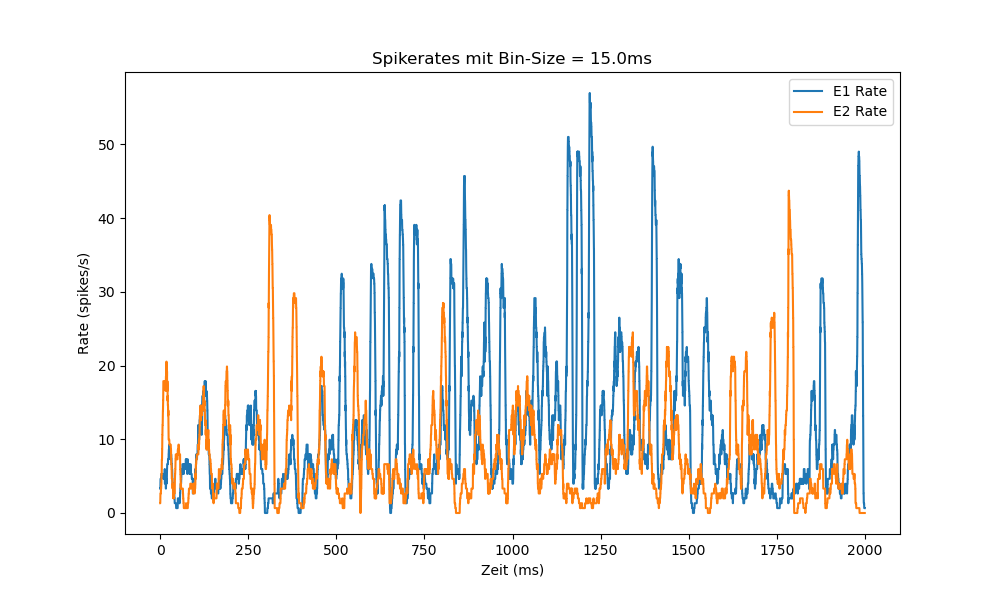 Spikerates mit Bin-Size = 15.0ms
E1 Rate
E2 Rate
50
40
30
20
10
0
Rate (spikes/s)
0 250 500 750 1000 1250 1500 1750 2000
Zeit (ms)